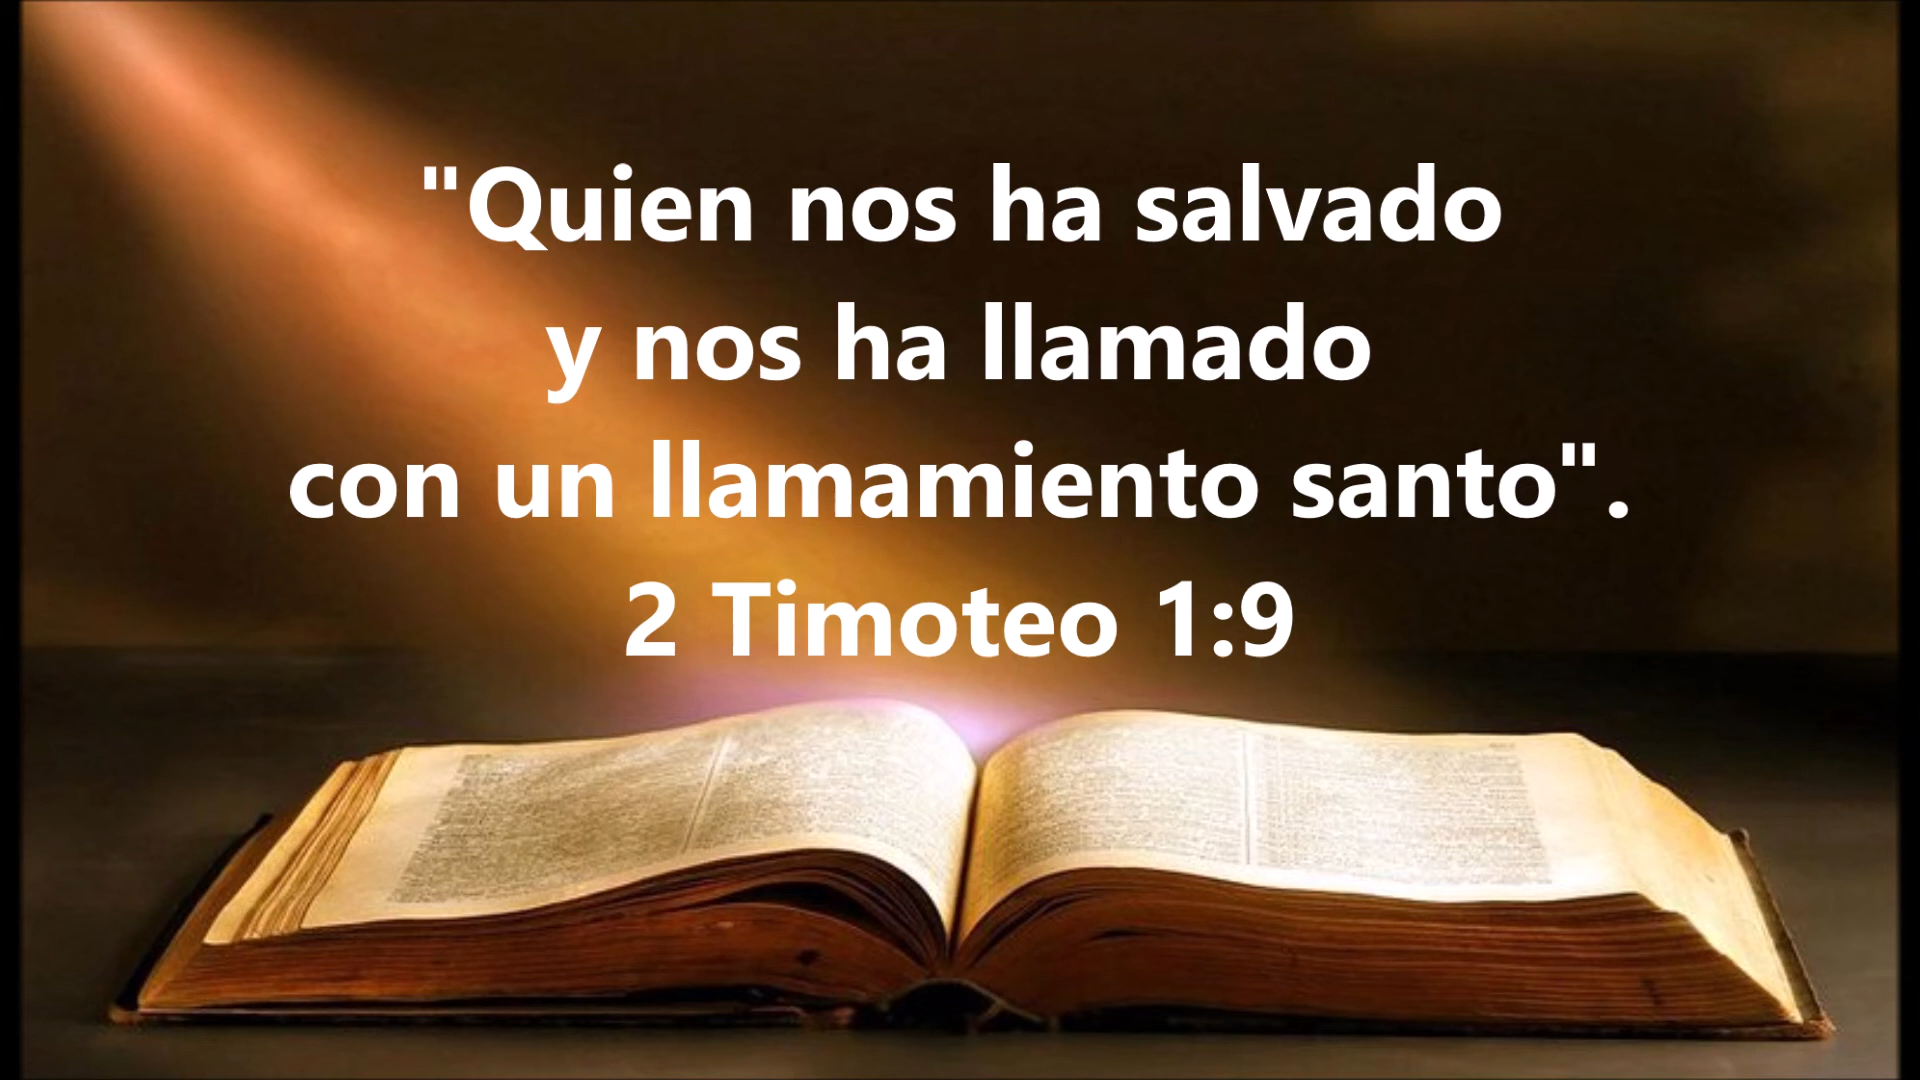 "Quien nos ha salvado
y nos ha llamado
con un llamamiento santo".
2 Timoteo 1:9